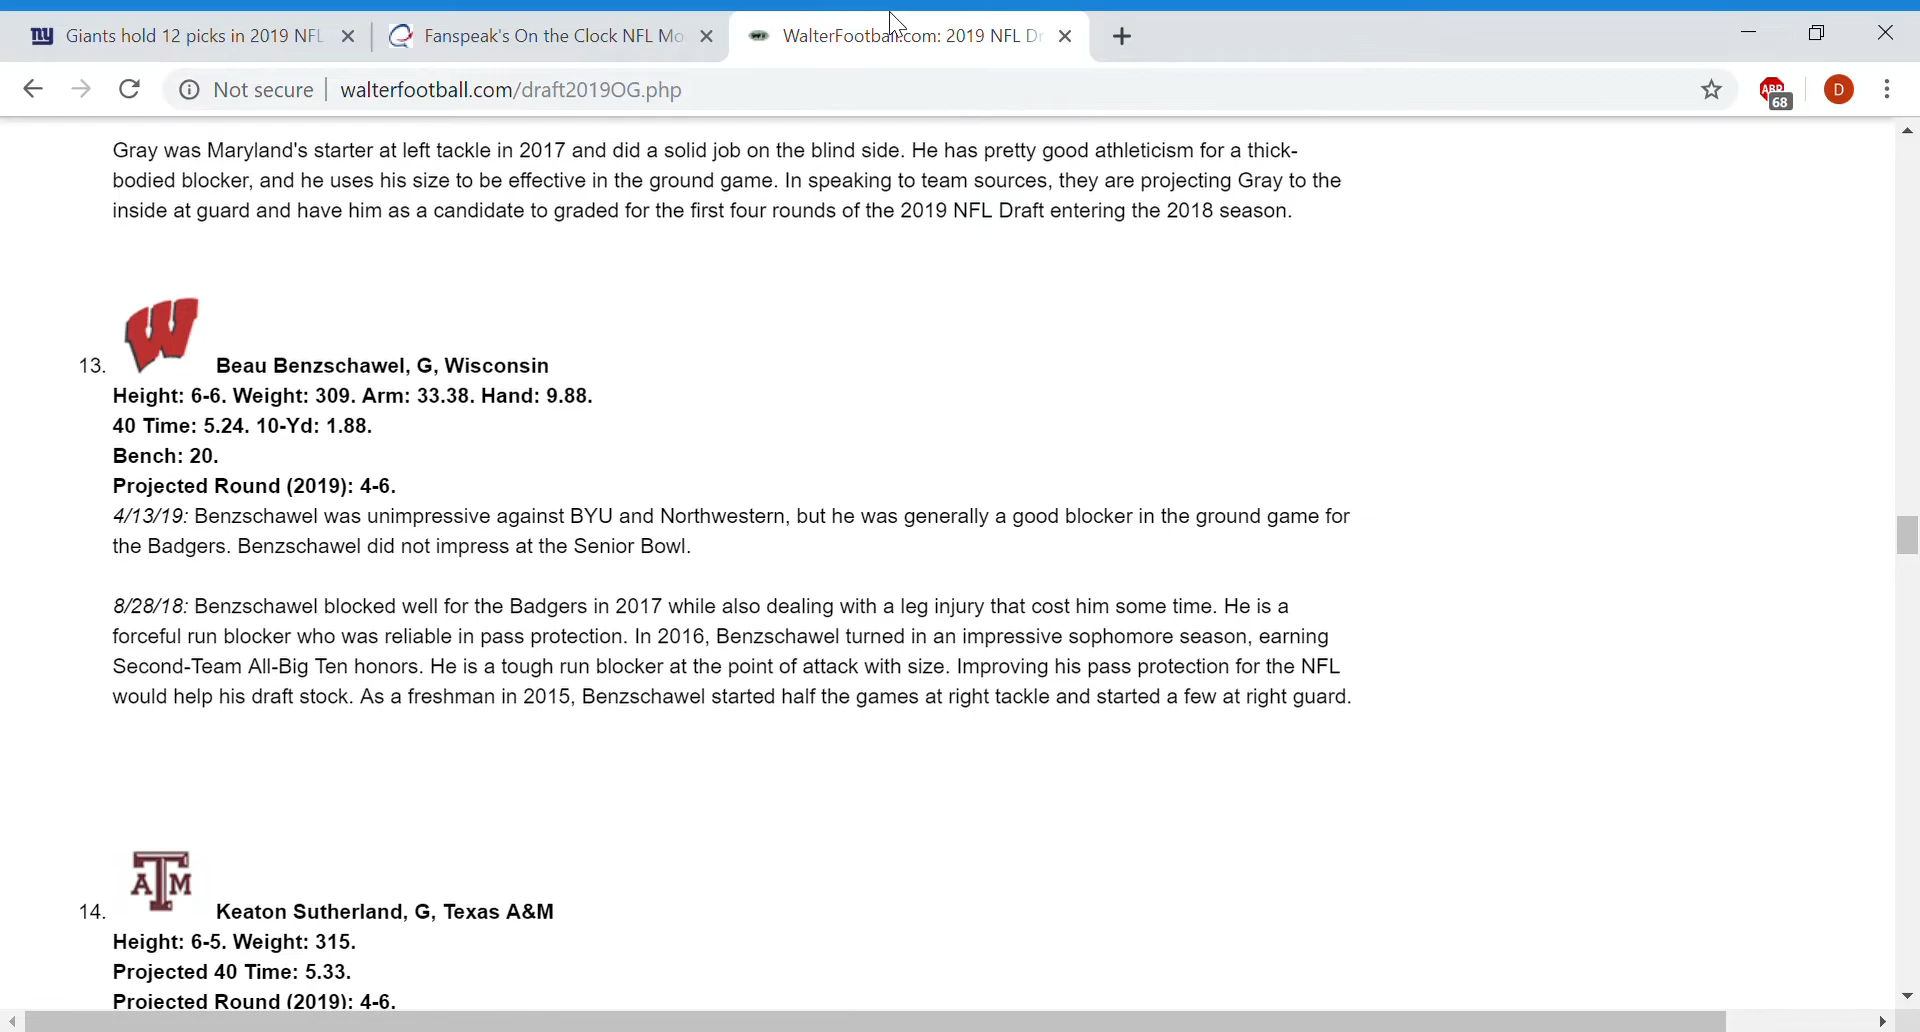 Giants hold 12 picks in 2019 NFL
Fanspeak's On the Clock NFL Mo
WalterFootball.com: 2019 NFL Dr
Not secure
walterfootball.com/draft2019OG.php
ABP
68
D
Gray was Maryland's starter at left tackle in 2017 and did a solid job on the blind side. He has pretty good athleticism for a thick-
bodied blocker, and he uses his size to be effective in the ground game. In speaking to team sources, they are projecting Gray to the
inside at guard and have him as a candidate to graded for the first four rounds of the 2019 NFL Draft entering the 2018 season.
W
13. Beau Benzschawel, G, Wisconsin
Height: 6-6. Weight: 309. Arm: 33.38. Hand: 9.88.
40 Time: 5.24. 10-Yd: 1.88.
Bench: 20.
Projected Round (2019): 4-6.
4/13/19: Benzschawel was unimpressive against BYU and Northwestern, but he was generally a good blocker in the ground game for
the Badgers. Benzschawel did not impress at the Senior Bowl.
8/28/18: Benzschawel blocked well for the Badgers in 2017 while also dealing with a leg injury that cost him some time. He is a
forceful run blocker who was reliable in pass protection. In 2016, Benzschawel turned in an impressive sophomore season, earning
Second-Team All-Big Ten honors. He is a tough run blocker at the point of attack with size. Improving his pass protection for the NFL
would help his draft stock. As a freshman in 2015, Benzschawel started half the games at right tackle and started a few at right guard.
ATM
14. Keaton Sutherland, G, Texas A&M
Height: 6-5. Weight: 315.
Projected 40 Time: 5.33.
Projected Round (2019): 4-6.